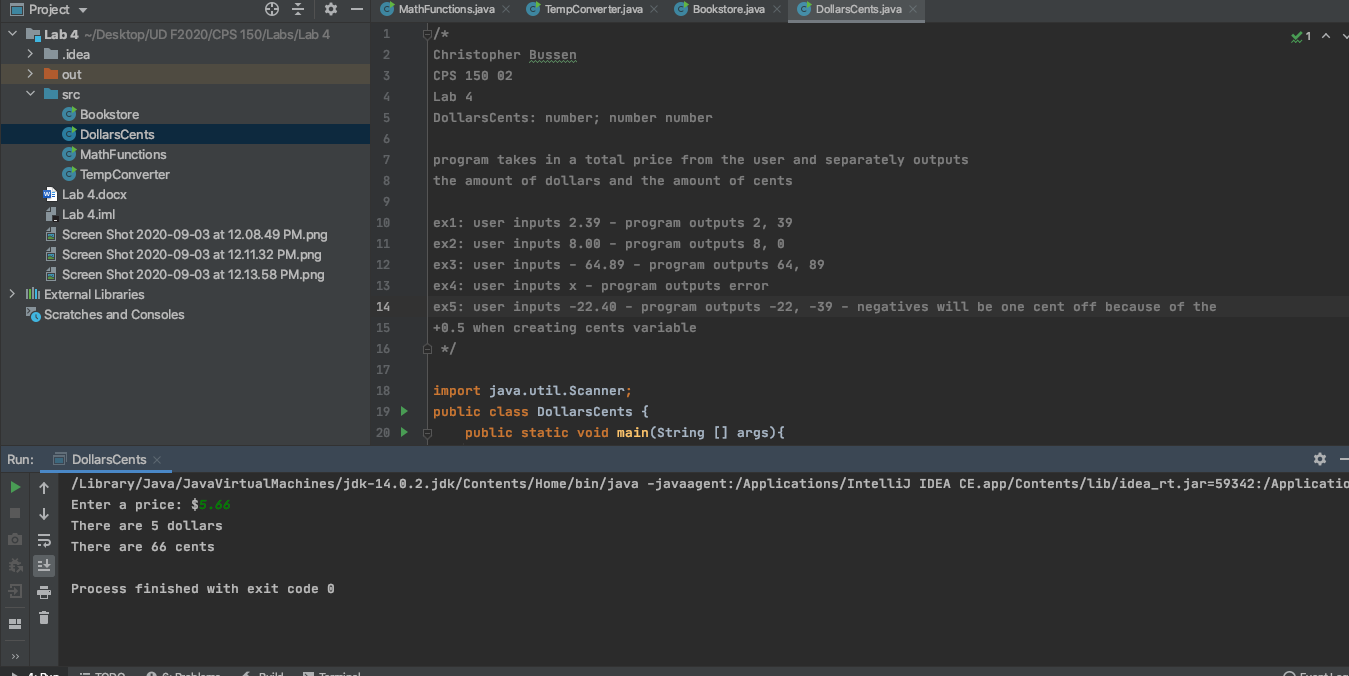 Project
MathFunctions.java
TempConverter.java
Bookstore.java
DollarsCents.java
Lab 4 ~/Desktop/UD F2020/CPS 150/Labs/Lab 4
.idea
out
src
Bookstore
DollarsCents
MathFunctions
TempConverter
Lab 4.docx
Lab 4.iml
Screen Shot 2020-09-03 at 12.08.49 PM.png
Screen Shot 2020-09-03 at 12.11.32 PM.png
Screen Shot 2020-09-03 at 12.13.58 PM.png
External Libraries
Scratches and Consoles
1 /*
2 Christopher Bussen
3 CPS 150 02
4 Lab 4
5 DollarsCents: number; number number
6
7 program takes in a total price from the user and separately outputs
8 the amount of dollars and the amount of cents
9
10 ex1: user inputs 2.39 - program outputs 2, 39
11 ex2: user inputs 8.00 - program outputs 8, 0
12 ex3: user inputs - 64.89 - program outputs 64, 89
13 ex4: user inputs x - program outputs error
14 ex5: user inputs -22.40 - program outputs -22, -39 - negatives will be one cent off because of the
15 +0.5 when creating cents variable
16 */
17
18 import java.util.Scanner;
19 public class DollarsCents {
20 public static void main(String [] args){
1
Run: DollarsCents
/Library/Java/JavaVirtualMachines/jdk-14.0.2.jdk/Contents/Home/bin/java -javaagent:/Applications/IntelliJ IDEA CE.app/Contents/lib/idea_rt.jar=59342:/Applicatio
Enter a price: $5.66
There are 5 dollars
There are 66 cents
Process finished with exit code 0